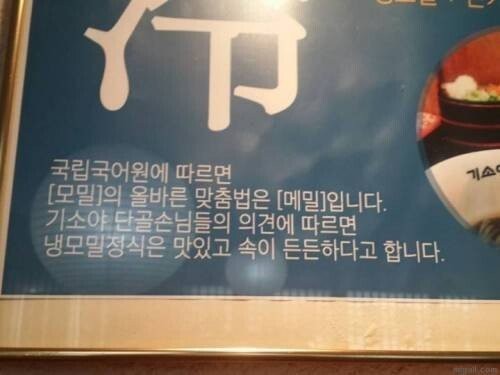 冷
국립국어원에 따르면
[모밀]의 올바른 맞춤법은 [메밀]입니다.
기소야 단골손님들의 의견에 따르면
냉모밀정식은 맛있고 속이 든든하다고 합니다.